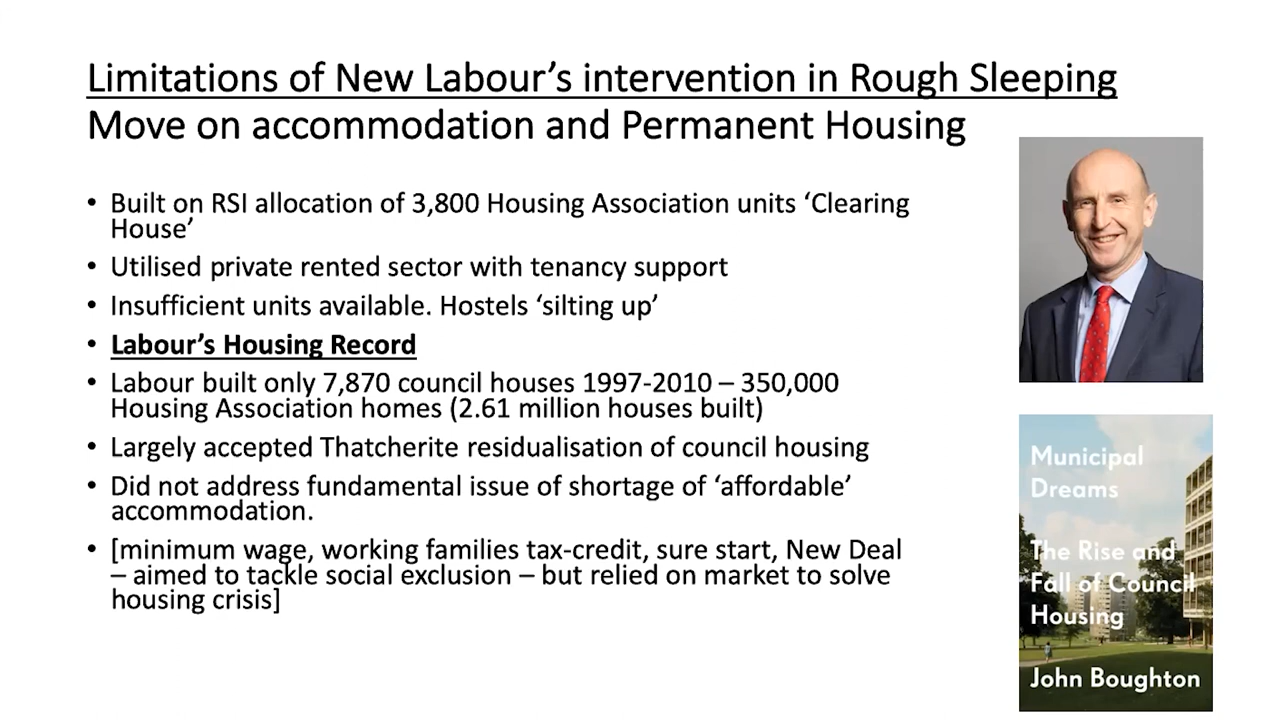 Limitations of New Labour’s intervention in Rough Sleeping
Move on accommodation and Permanent Housing
• Built on RSI allocation of 3,800 Housing Association units ‘Clearing
House’
• Utilised private rented sector with tenancy support
• Insufficient units available. Hostels ‘silting up’
• Labour’s Housing Record
• Labour built only 7,870 council houses 1997-2010 – 350,000
Housing Association homes (2.61 million houses built)
• Largely accepted Thatcherite residualisation of council housing
• Did not address fundamental issue of shortage of ‘affordable’
accommodation.
• [minimum wage, working families tax-credit, sure start, New Deal
– aimed to tackle social exclusion – but relied on market to solve
housing crisis]
Municipal
Dreams
The Rise and
Fall of Council
Housing
John Boughton